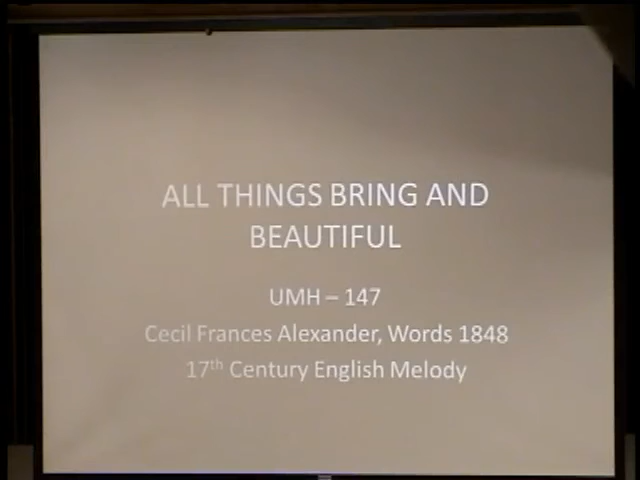 ALL THINGS BRING AND
BEAUTIFUL
UMH – 147
Cecil Frances Alexander, Words 1848
17th Century English Melody